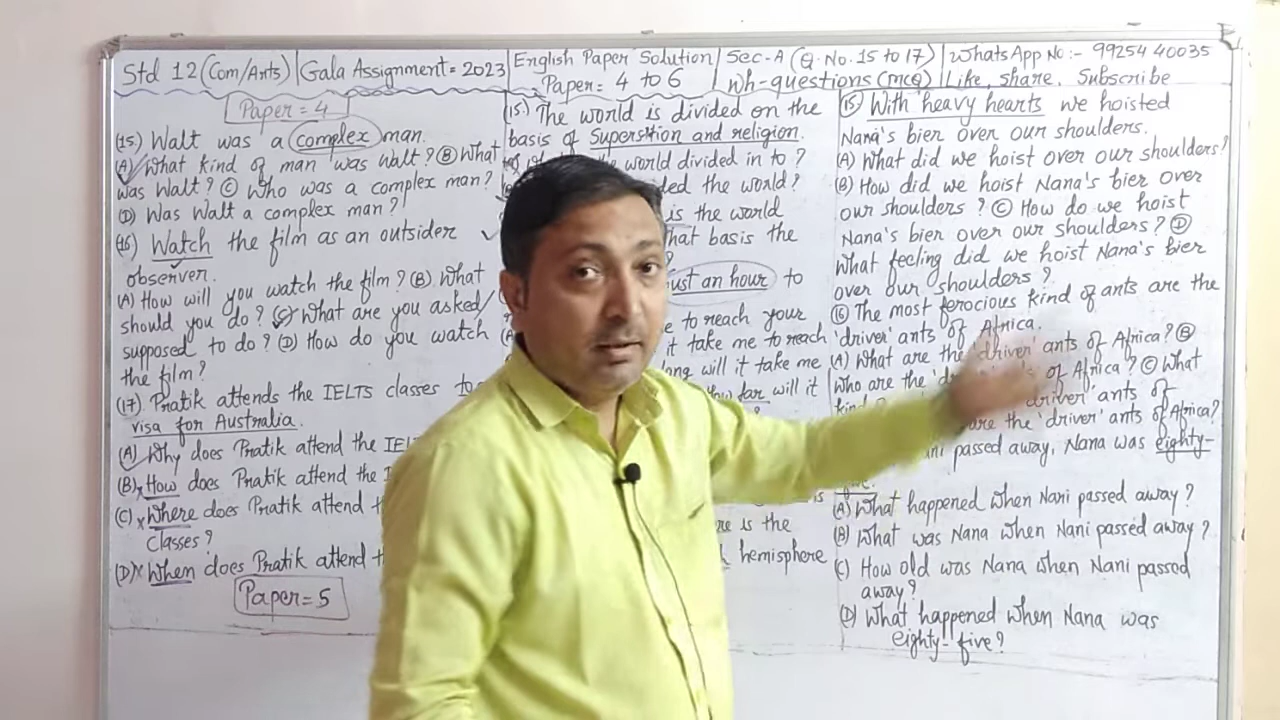 Std 12 (Com/Arts) | Gala Assignment = 2023 | English Paper Solution | Sec-A (Q. No. 15 to 17) | WhatsApp No :- 99254 40035
Paper = 4 to 6 | Wh-questions (MCQ) | Like, share, Subscribe
Paper = 4
(15) Walt was a complex man.
(A) What kind of man was Walt? (B) What
was Walt? (C) Who was a complex man?
(D) Was Walt a complex man?
(16) Watch the film as an outsider
observer.
(A) How will you watch the film? (B) What
should you do? (C) What are you asked/
supposed to do? (D) How do you watch
the film?
(17) Pratik attends the IELTS classes to
visa for Australia.
(A) Why does Pratik attend the
(B) How does Pratik attend the
(C) Where does Pratik attend
classes?
(D) When does Pratik attend
Paper = 5
(15) The world is divided on the
basis of Superstition and religion.
world divided in to?
the world?
is the world
what basis the
just an hour to
to reach your
it take me to reach
long will it take me
How far will it
is
is the
hemisphere
(15) With heavy hearts we hoisted
Nana's bier over our shoulders.
(A) What did we hoist over our shoulders?
(B) How did we hoist Nana's bier over
our shoulders? (C) How do we hoist
Nana's bier over our shoulders? (D)
What feeling did we hoist Nana's bier
over our shoulders?
(16) The most ferocious kind of ants are the
'driver' ants of Africa.
(A) What are the 'driver' ants of Africa? (B)
Who are the of Africa? (C) What
kind driver' ants of
are the 'driver' ants of Africa?
passed away, Nana was eighty-
five.
(A) What happened when Nani passed away?
(B) What was Nana when Nani passed away?
(C) How old was Nana when Nani passed
away?
(D) What happened when Nana was
eighty-five?